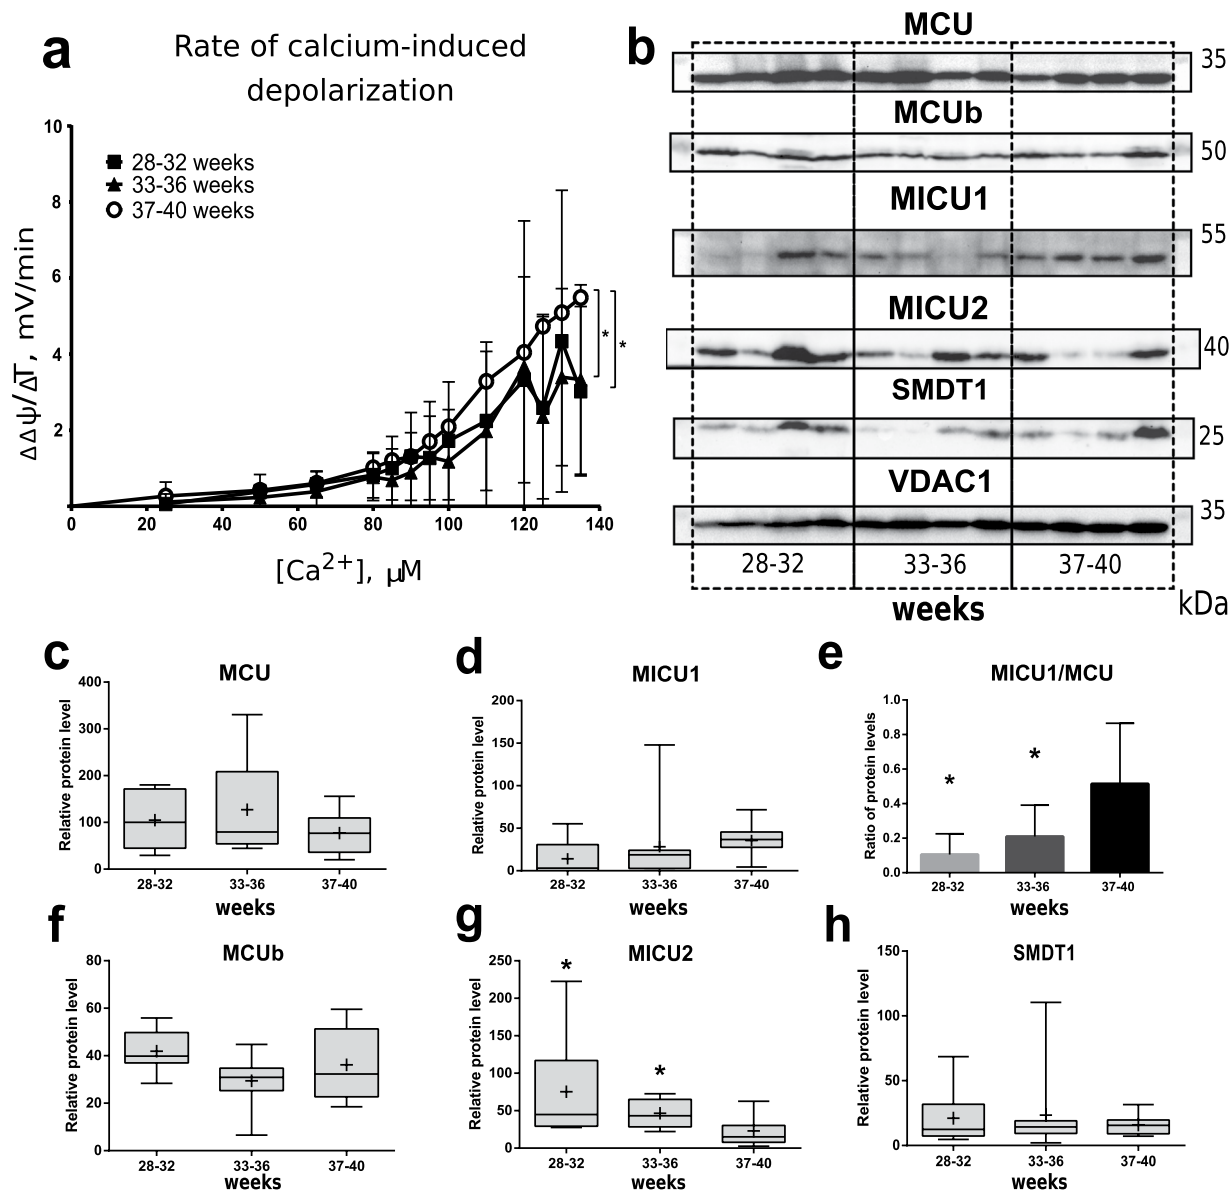 a
Rate of calcium-induced
depolarization
10
8
6
4
2
28-32 weeks
33-36 weeks
37-40 weeks
ΔΔψ/ΔT, mV/min
*
*
0
20
40
60
80
100
120
140
[Ca2+], μM
b
MCU
35
MCUb
50
MICU1
55
MICU2
40
SMDT1
25
VDAC1
35
28-32
33-36
37-40
weeks
kDa
c
MCU
Relative protein level
400
300
200
100
0
28-32
33-36
37-40
weeks
d
MICU1
Relative protein level
200
150
100
50
0
28-32
33-36
37-40
weeks
e
MICU1/MCU
Ratio of protein levels
1.0
0.8
0.6
0.4
0.2
0.0
*
*
28-32
33-36
37-40
weeks
f
MCUb
Relative protein level
80
60
40
20
0
28-32
33-36
37-40
weeks
g
MICU2
Relative protein level
250
200
150
100
50
0
*
*
28-32
33-36
37-40
weeks
h
SMDT1
Relative protein level
150
100
50
0
28-32
33-36
37-40
weeks